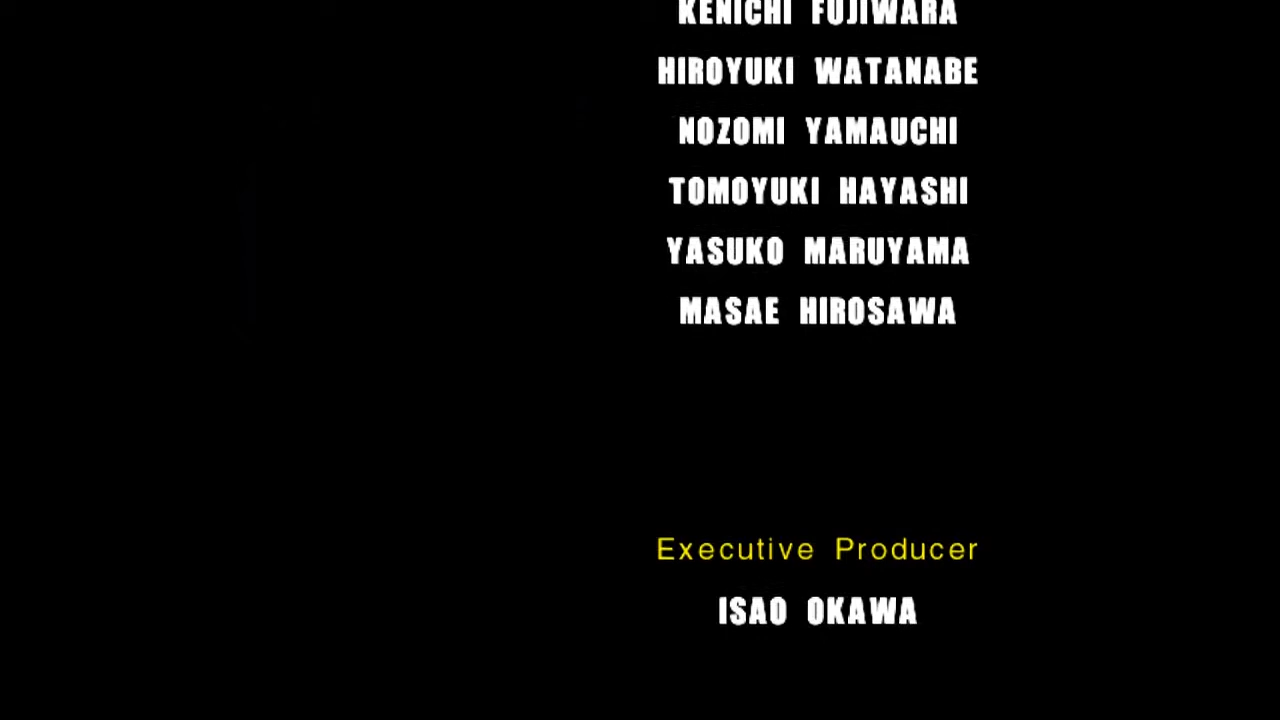 KENICHI FUJIWARA
HIROYUKI WATANABE
NOZOMI YAMAUCHI
TOMOYUKI HAYASHI
YASUKO MARUYAMA
MASAE HIROSAWA
Executive Producer
ISAO OKAWA